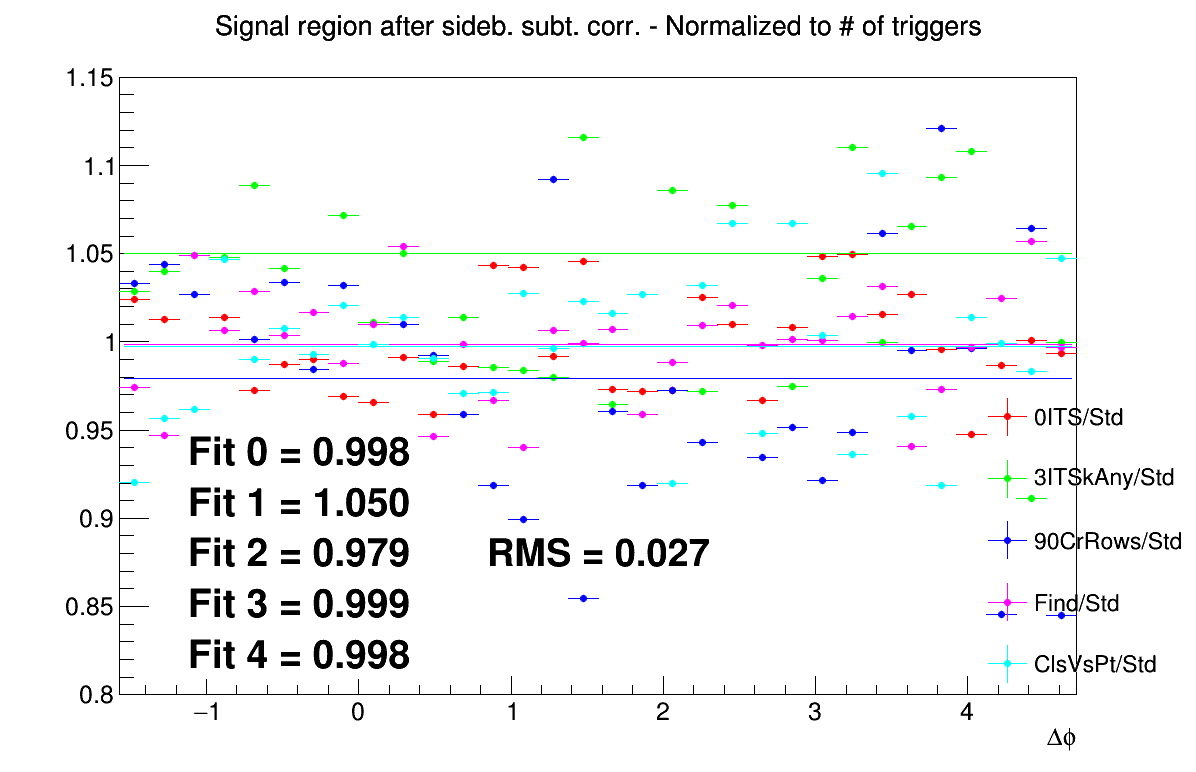 Signal region after sideb. subt. corr. - Normalized to # of triggers
1.15
1.1
1.05
1
0.95
0.9
0.85
0.8
Fit 0 = 0.998
Fit 1 = 1.050
Fit 2 = 0.979
RMS = 0.027
Fit 3 = 0.999
Fit 4 = 0.998
0ITS/Std
3ITSkAny/Std
90CrRows/Std
Find/Std
ClsVsPt/Std
−1 0 1 2 3 4
Δϕ